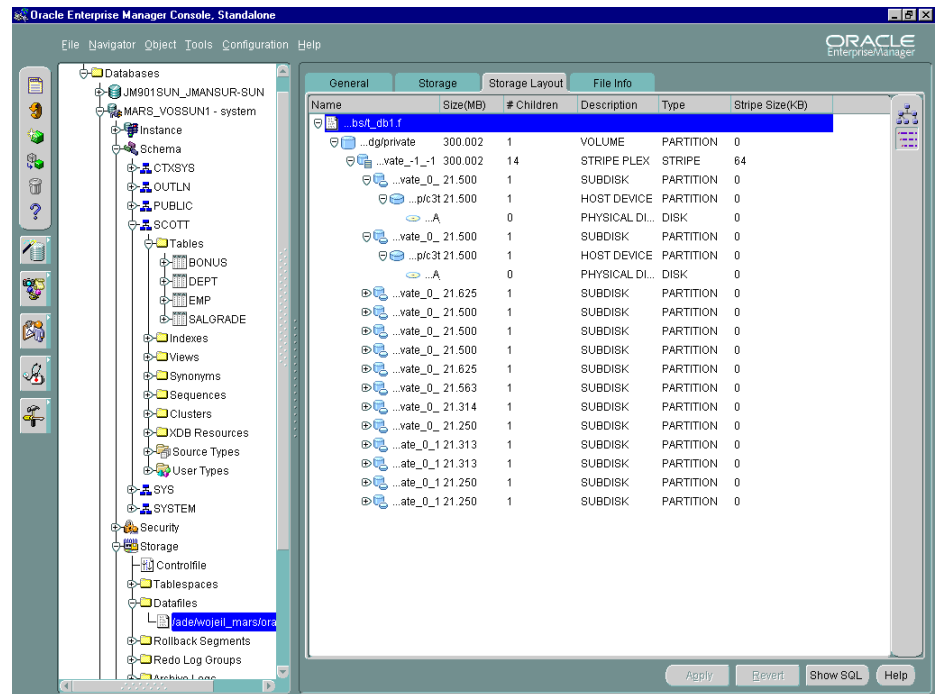 Oracle Enterprise Manager Console, Standalone
File Navigator Object Tools Configuration Help
ORACLE
EnterpriseManager
Databases
JM901SUN_JMANSUR-SUN
MARS_VOSSUN1 - system
Instance
Schema
CTXSYS
OUTLN
PUBLIC
SCOTT
Tables
BONUS
DEPT
EMP
SALGRADE
Indexes
Views
Synonyms
Sequences
Clusters
XDB Resources
Source Types
User Types
SYS
SYSTEM
Security
Storage
Controlfile
Tablespaces
Datafiles
/ade/wojeil_mars/ora
Rollback Segments
Redo Log Groups
Archive Logs
General Storage Storage Layout File Info
Name Size(MB) # Children Description Type Stripe Size(KB)
...bs/t_db1.f
...dg/private 300.002 1 VOLUME PARTITION 0
...vate_-1_-1 300.002 14 STRIPE PLEX STRIPE 64
...vate_0_ 21.500 1 SUBDISK PARTITION 0
...p/c3t 21.500 1 HOST DEVICE PARTITION 0
...A 0 PHYSICAL DI... DISK 0
...vate_0_ 21.500 1 SUBDISK PARTITION 0
...p/c3t 21.500 1 HOST DEVICE PARTITION 0
...A 0 PHYSICAL DI... DISK 0
...vate_0_ 21.625 1 SUBDISK PARTITION 0
...vate_0_ 21.500 1 SUBDISK PARTITION 0
...vate_0_ 21.500 1 SUBDISK PARTITION 0
...vate_0_ 21.500 1 SUBDISK PARTITION 0
...vate_0_ 21.625 1 SUBDISK PARTITION 0
...vate_0_ 21.563 1 SUBDISK PARTITION 0
...vate_0_ 21.314 1 SUBDISK PARTITION 0
...vate_0_ 21.250 1 SUBDISK PARTITION 0
...ate_0_1 21.313 1 SUBDISK PARTITION 0
...ate_0_1 21.313 1 SUBDISK PARTITION 0
...ate_0_1 21.250 1 SUBDISK PARTITION 0
...ate_0_1 21.250 1 SUBDISK PARTITION 0
Apply Revert Show SQL Help